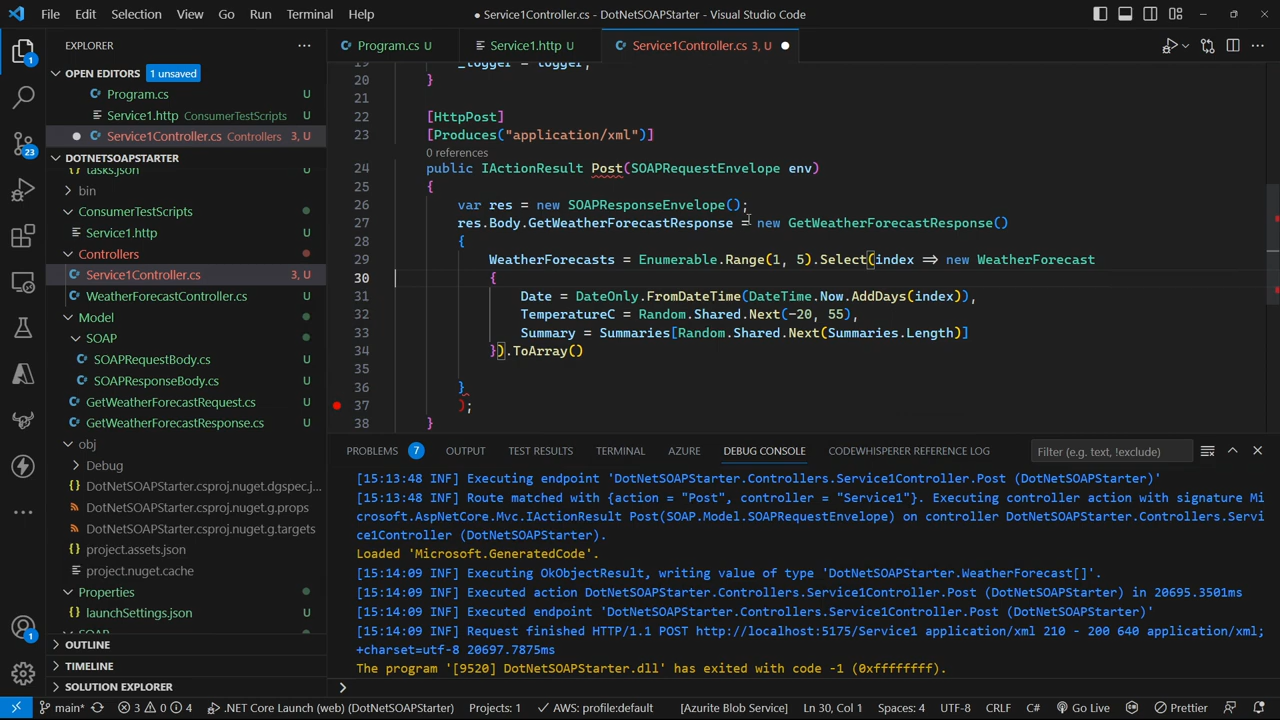 File Edit Selection View Go Run Terminal Help
● Service1Controller.cs - DotNetSOAPStarter - Visual Studio Code
EXPLORER
OPEN EDITORS 1 unsaved
Program.cs U
Service1.http ConsumerTestScripts U
Service1Controller.cs Controllers 3, U
DOTNETSOAPSTARTER
tasks.json U
bin
ConsumerTestScripts
Service1.http U
Controllers
Service1Controller.cs 3, U
WeatherForecastController.cs U
Model
SOAP
SOAPRequestBody.cs U
SOAPResponseBody.cs U
GetWeatherForecastRequest.cs U
GetWeatherForecastResponse.cs U
obj
Debug
DotNetSOAPStarter.csproj.nuget.dgspec.j... U
DotNetSOAPStarter.csproj.nuget.g.props U
DotNetSOAPStarter.csproj.nuget.g.targets U
project.assets.json U
project.nuget.cache U
Properties
launchSettings.json U
SOAP
OUTLINE
TIMELINE
SOLUTION EXPLORER
1
23
1
Program.cs U
Service1.http U
Service1Controller.cs 3, U
19 _logger = logger;
20 }
21
22 [HttpPost]
23 [Produces("application/xml")]
0 references
24 public IActionResult Post(SOAPRequestEnvelope env)
25 {
26 var res = new SOAPResponseEnvelope();
27 res.Body.GetWeatherForecastResponse = new GetWeatherForecastResponse()
28 {
29 WeatherForecasts = Enumerable.Range(1, 5).Select(index => new WeatherForecast
30 {
31 Date = DateOnly.FromDateTime(DateTime.Now.AddDays(index)),
32 TemperatureC = Random.Shared.Next(-20, 55),
33 Summary = Summaries[Random.Shared.Next(Summaries.Length)]
34 }).ToArray()
35
36 }
37 );
38 }
PROBLEMS 7 OUTPUT TEST RESULTS TERMINAL AZURE DEBUG CONSOLE CODEWHISPERER REFERENCE LOG
Filter (e.g. text, !exclude)
[15:13:48 INF] Executing endpoint 'DotNetSOAPStarter.Controllers.Service1Controller.Post (DotNetSOAPStarter)'
[15:13:48 INF] Route matched with {action = "Post", controller = "Service1"}. Executing controller action with signature Mi
crosoft.AspNetCore.Mvc.IActionResult Post(SOAP.Model.SOAPRequestEnvelope) on controller DotNetSOAPStarter.Controllers.Servi
ce1Controller (DotNetSOAPStarter).
Loaded 'Microsoft.GeneratedCode'.
[15:14:09 INF] Executing OkObjectResult, writing value of type 'DotNetSOAPStarter.WeatherForecast[]'.
[15:14:09 INF] Executed action DotNetSOAPStarter.Controllers.Service1Controller.Post (DotNetSOAPStarter) in 20695.3501ms
[15:14:09 INF] Executed endpoint 'DotNetSOAPStarter.Controllers.Service1Controller.Post (DotNetSOAPStarter)'
[15:14:09 INF] Request finished HTTP/1.1 POST http://localhost:5175/Service1 application/xml 210 - 200 640 application/xml;
+charset=utf-8 20697.7875ms
The program '[9520] DotNetSOAPStarter.dll' has exited with code -1 (0xffffffff).
main* 3 0 4 .NET Core Launch (web) (DotNetSOAPStarter) Projects: 1 AWS: profile:default [Azurite Blob Service] Ln 30, Col 1 Spaces: 4 UTF-8 CRLF C# Go Live Prettier